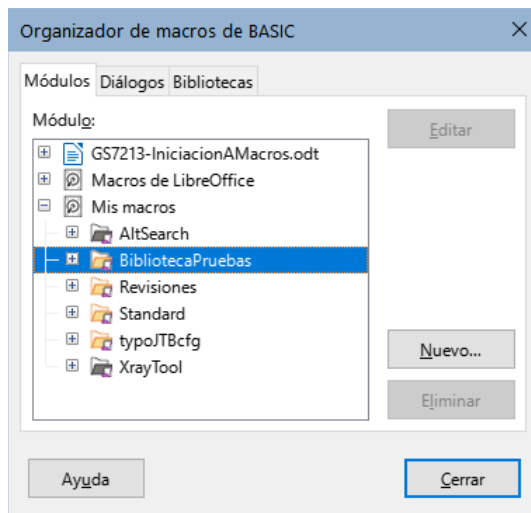 Organizador de macros de BASIC
Módulos Diálogos Bibliotecas
Módulo:
Editar
GS7213-IniciacionAMacros.odt
Macros de LibreOffice
Mis macros
AltSearch
BibliotecaPruebas
Revisiones
Standard
typoJTBcfg
XrayTool
Nuevo...
Eliminar
Ayuda
Cerrar